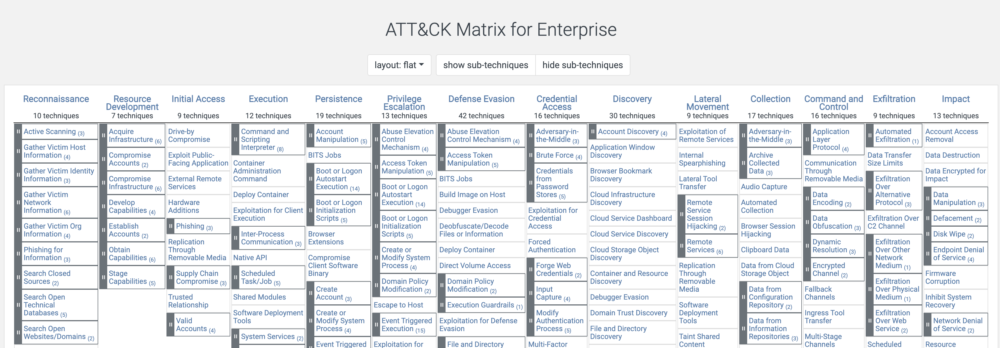 ATT&CK Matrix for Enterprise
layout: flat
show sub-techniques
hide sub-techniques
Reconnaissance
10 techniques
Active Scanning (3)
Gather Victim Host
Information (4)
Gather Victim Identity
Information (3)
Gather Victim
Network
Information (6)
Gather Victim Org
Information (4)
Phishing for
Information (3)
Search Closed
Sources (2)
Search Open
Technical
Databases (5)
Search Open
Websites/Domains (2)
Resource
Development
7 techniques
Acquire
Infrastructure (6)
Compromise
Accounts (2)
Compromise
Infrastructure (6)
Develop
Capabilities (4)
Establish
Accounts (2)
Obtain
Capabilities (6)
Stage
Capabilities (5)
Initial Access
9 techniques
Drive-by
Compromise
Exploit Public-
Facing Application
External Remote
Services
Hardware
Additions
Phishing (3)
Replication
Through
Removable Media
Supply Chain
Compromise (3)
Trusted
Relationship
Valid
Accounts (4)
Execution
12 techniques
Command and
Scripting
Interpreter (8)
Container
Administration
Command
Deploy Container
Exploitation for Client
Execution
Inter-Process
Communication (3)
Native API
Scheduled
Task/Job (5)
Shared Modules
Software Deployment
Tools
System Services (2)
Persistence
19 techniques
Account
Manipulation (5)
BITS Jobs
Boot or Logon
Autostart
Execution (14)
Boot or Logon
Initialization
Scripts (5)
Browser
Extensions
Compromise
Client Software
Binary
Create
Account (3)
Create or
Modify System
Process (4)
Event Triggered
Privilege
Escalation
13 techniques
Abuse Elevation
Control
Mechanism (4)
Access Token
Manipulation (5)
Boot or Logon
Autostart
Execution (14)
Boot or Logon
Initialization
Scripts (5)
Create or
Modify System
Process (4)
Domain Policy
Modification (2)
Escape to Host
Event Triggered
Execution (15)
Exploitation for
Defense Evasion
42 techniques
Abuse Elevation
Control Mechanism (4)
Access Token
Manipulation (5)
BITS Jobs
Build Image on Host
Debugger Evasion
Deobfuscate/Decode
Files or Information
Deploy Container
Direct Volume Access
Domain Policy
Modification (2)
Execution Guardrails (1)
Exploitation for Defense
Evasion
File and Directory
Credential
Access
16 techniques
Adversary-in-
the-Middle (3)
Brute Force (4)
Credentials
from
Password
Stores (5)
Exploitation for
Credential
Access
Forced
Authentication
Forge Web
Credentials (2)
Input
Capture (4)
Modify
Authentication
Process (5)
Multi-Factor
Discovery
30 techniques
Account Discovery (4)
Application Window
Discovery
Browser Bookmark
Discovery
Cloud Infrastructure
Discovery
Cloud Service Dashboard
Cloud Service Discovery
Cloud Storage Object
Discovery
Container and Resource
Discovery
Debugger Evasion
Domain Trust Discovery
File and Directory
Discovery
Lateral
Movement
9 techniques
Exploitation of
Remote Services
Internal
Spearphishing
Lateral Tool
Transfer
Remote
Service
Session
Hijacking (2)
Remote
Services (6)
Replication
Through
Removable
Media
Software
Deployment
Tools
Taint Shared
Content
Collection
17 techniques
Adversary-in-
the-Middle (3)
Archive
Collected
Data (3)
Audio Capture
Automated
Collection
Browser Session
Hijacking
Clipboard Data
Data from Cloud
Storage Object
Data from
Configuration
Repository (2)
Data from
Information
Repositories (3)
Command and
Control
16 techniques
Application
Layer
Protocol (4)
Communication
Through
Removable Media
Data
Encoding (2)
Data
Obfuscation (3)
Dynamic
Resolution (3)
Encrypted
Channel (2)
Fallback
Channels
Ingress Tool
Transfer
Multi-Stage
Channels
Exfiltration
9 techniques
Automated
Exfiltration (1)
Data Transfer
Size Limits
Exfiltration
Over
Alternative
Protocol (3)
Exfiltration Over
C2 Channel
Exfiltration
Over Other
Network
Medium (1)
Exfiltration
Over Physical
Medium (1)
Exfiltration
Over Web
Service (2)
Scheduled
Impact
13 techniques
Account Access
Removal
Data Destruction
Data Encrypted for
Impact
Data
Manipulation (3)
Defacement (2)
Disk Wipe (2)
Endpoint Denial
of Service (4)
Firmware
Corruption
Inhibit System
Recovery
Network Denial
of Service (2)
Resource